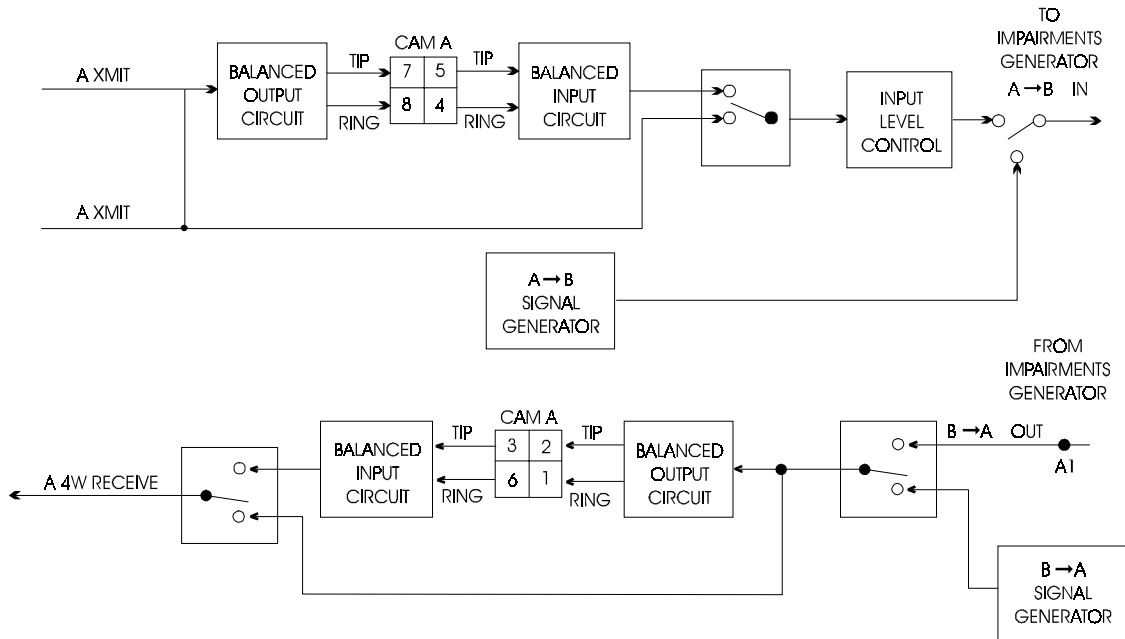 TO
IMPAIRMENTS
GENERATOR
A→B IN
A XMIT
BALANCED
OUTPUT
CIRCUIT
TIP
RING
CAM A
7 5
8 4
TIP
RING
BALANCED
INPUT
CIRCUIT
INPUT
LEVEL
CONTROL
A XMIT
A→B
SIGNAL
GENERATOR
FROM
IMPAIRMENTS
GENERATOR
B→A OUT
A1
A 4W RECEIVE
BALANCED
INPUT
CIRCUIT
TIP
RING
CAM A
3 2
6 1
TIP
RING
BALANCED
OUTPUT
CIRCUIT
B→A
SIGNAL
GENERATOR